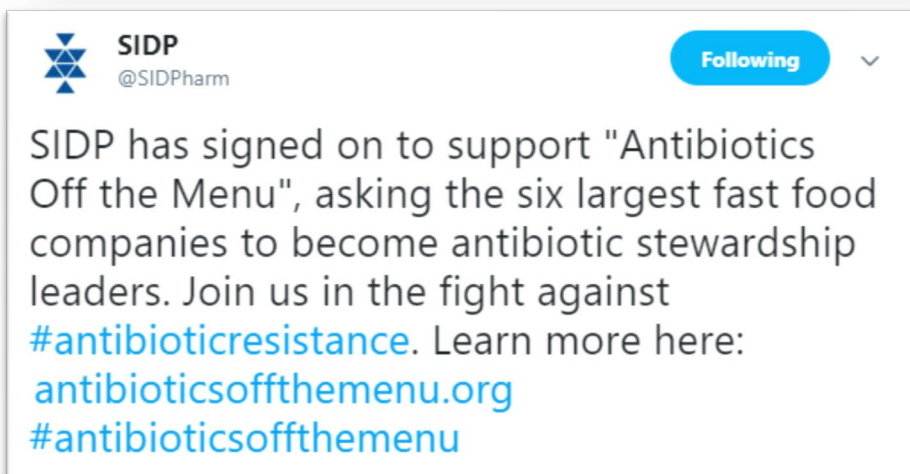 SIDP
@SIDPharm
Following
SIDP has signed on to support "Antibiotics
Off the Menu", asking the six largest fast food
companies to become antibiotic stewardship
leaders. Join us in the fight against
#antibioticresistance. Learn more here:
antibioticsoffthemenu.org
#antibioticsoffthemenu